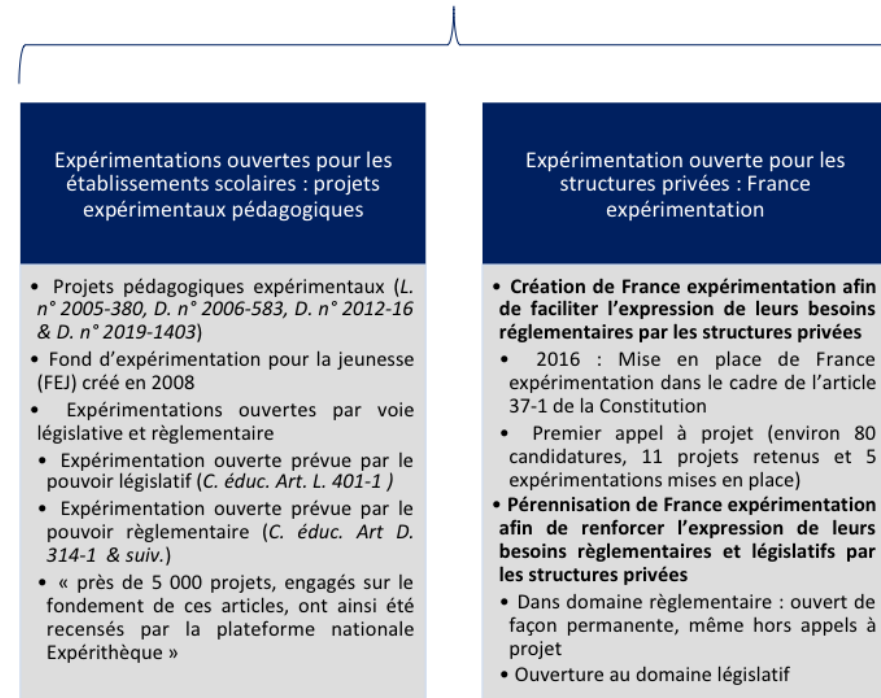 Expérimentations ouvertes pour les
établissements scolaires : projets
expérimentaux pédagogiques
• Projets pédagogiques expérimentaux (L.
n° 2005-380, D. n° 2006-583, D. n° 2012-16
& D. n° 2019-1403)
• Fond d’expérimentation pour la jeunesse
(FEJ) créé en 2008
• Expérimentations ouvertes par voie
législative et règlementaire
• Expérimentation ouverte prévue par le
pouvoir législatif (C. éduc. Art. L. 401-1 )
• Expérimentation ouverte prévue par le
pouvoir règlementaire (C. éduc. Art D.
314-1 & suiv.)
• « près de 5 000 projets, engagés sur le
fondement de ces articles, ont ainsi été
recensés par la plateforme nationale
Expérithèque »
Expérimentation ouverte pour les
structures privées : France
expérimentation
• Création de France expérimentation afin
de faciliter l’expression de leurs besoins
réglementaires par les structures privées
• 2016 : Mise en place de France
expérimentation dans le cadre de l’article
37-1 de la Constitution
• Premier appel à projet (environ 80
candidatures, 11 projets retenus et 5
expérimentations mises en place)
• Pérennisation de France expérimentation
afin de renforcer l’expression de leurs
besoins règlementaires et législatifs par
les structures privées
• Dans domaine règlementaire : ouvert de
façon permanente, même hors appels à
projet
• Ouverture au domaine législatif